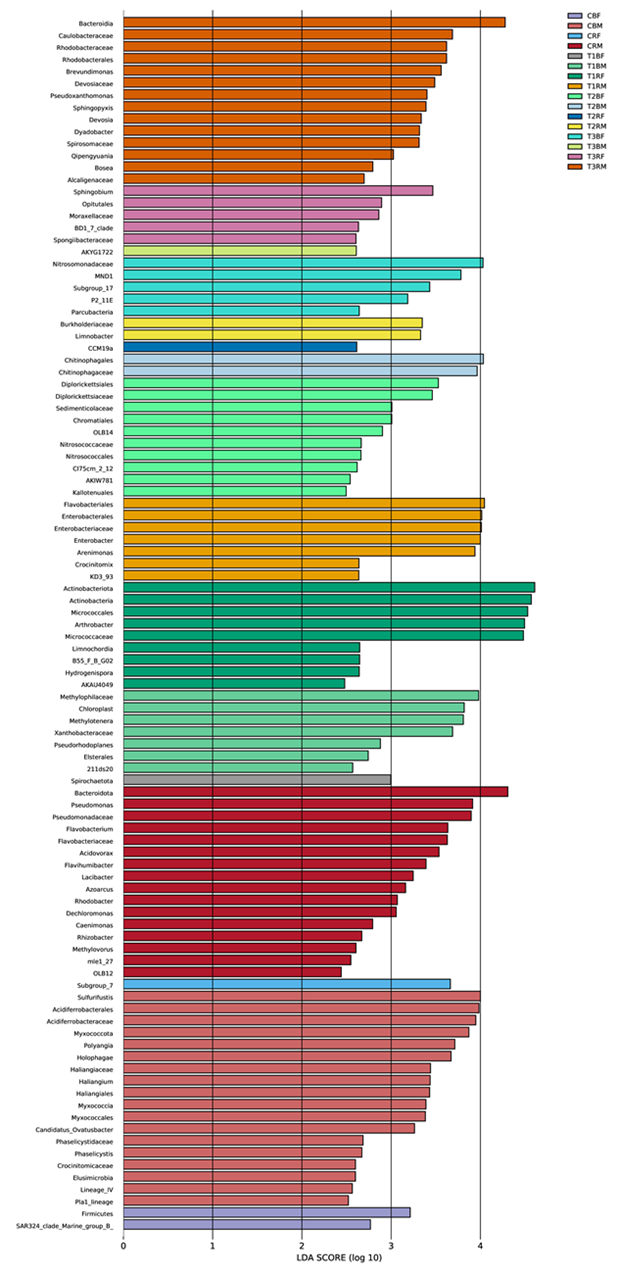 Bacteroidia
Caulobacteraceae
Rhodobacteraceae
Rhodobacterales
Brevundimonas
Devosiaceae
Pseudoxanthomonas
Sphingopyxis
Devosia
Dyadobacter
Spirosomaceae
Qipengyuania
Bosea
Alcaligenaceae
Sphingobium
Opitutales
Moraxellaceae
BD1_7_clade
Spongiibacteraceae
AKYG1722
Nitrosomonadaceae
MND1
Subgroup_17
P2_11E
Parcubacteria
Burkholderiaceae
Limnobacter
CCM19a
Chitinophagales
Chitinophagaceae
Diplorickettsiales
Diplorickettsiaceae
Sedimenticolaceae
Chromatiales
OLB14
Nitrosococcaceae
Nitrosococcales
CI75cm_2_12
AKIW781
Kallotenuales
Flavobacteriales
Enterobacterales
Enterobacteriaceae
Enterobacter
Arenimonas
Crocinitomix
KD3_93
Actinobacteriota
Actinobacteria
Micrococcales
Arthrobacter
Micrococcaceae
Limnochordia
B55_F_B_G02
Hydrogenispora
AKAU4049
Methylophilaceae
Chloroplast
Methylotenera
Xanthobacteraceae
Pseudorhodoplanes
Elsterales
211ds20
Spirochaetota
Bacteroidota
Pseudomonas
Pseudomonadaceae
Flavobacterium
Flavobacteriaceae
Acidovorax
Flavihumibacter
Lacibacter
Azoarcus
Rhodobacter
Dechloromonas
Caenimonas
Rhizobacter
Methylovorus
mle1_27
OLB12
Subgroup_7
Sulfurifustis
Acidiferrobacterales
Acidiferrobacteraceae
Myxococcota
Polyangia
Holophagae
Haliangiaceae
Haliangium
Haliangiales
Myxococcia
Myxococcales
Candidatus_Ovatusbacter
Phaselicystidaceae
Phaselicystis
Crocinitomicaceae
Elusimicrobia
Lineage_IV
Pla1_lineage
Firmicutes
SAR324_clade_Marine_group_B_
0 1 2 3 4
LDA SCORE (log 10)
CBF
CBM
CRF
CRM
T1BF
T1BM
T1RF
T1RM
T2BF
T2BM
T2RF
T2RM
T3BF
T3BM
T3RF
T3RM